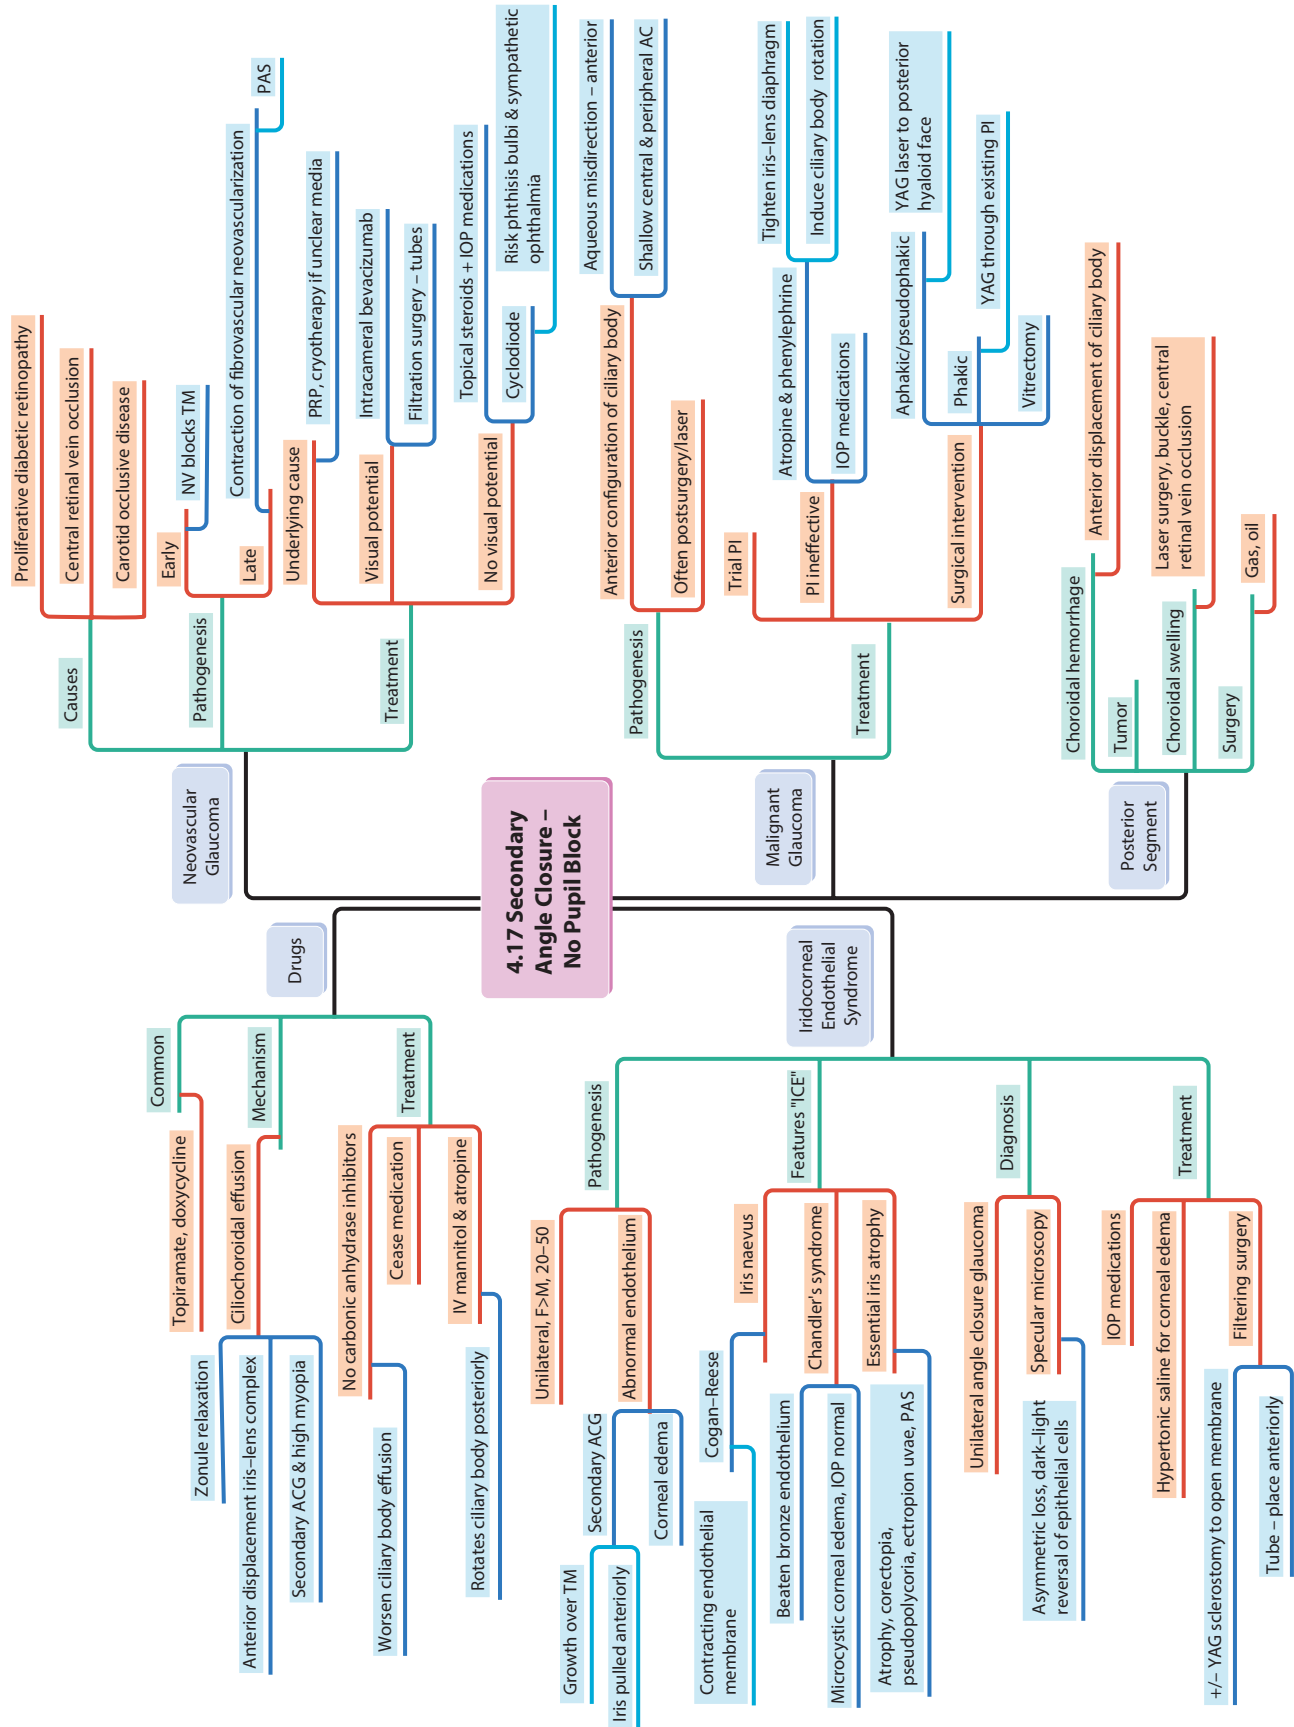 4.17 Secondary
Angle Closure –
No Pupil Block
Drugs
Common
Topiramate, doxycycline
Mechanism
Ciliochoroidal effusion
Zonule relaxation
Anterior displacement iris–lens complex
Secondary ACG & high myopia
Treatment
No carbonic anhydrase inhibitors
Worsen ciliary body effusion
Cease medication
IV mannitol & atropine
Rotates ciliary body posteriorly
Iridocorneal
Endothelial
Syndrome
Pathogenesis
Unilateral, F>M, 20–50
Abnormal endothelium
Secondary ACG
Growth over TM
Iris pulled anteriorly
Corneal edema
Features "ICE"
Iris naevus
Cogan–Reese
Contracting endothelial
membrane
Chandler's syndrome
Beaten bronze endothelium
Microcystic corneal edema, IOP normal
Essential iris atrophy
Atrophy, corectopia,
pseudopolycoria, ectropion uvae, PAS
Diagnosis
Unilateral angle closure glaucoma
Specular microscopy
Asymmetric loss, dark–light
reversal of epithelial cells
Treatment
IOP medications
Hypertonic saline for corneal edema
Filtering surgery
+/– YAG sclerostomy to open membrane
Tube – place anteriorly
Neovascular
Glaucoma
Causes
Proliferative diabetic retinopathy
Central retinal vein occlusion
Carotid occlusive disease
Pathogenesis
Early
NV blocks TM
Late
Contraction of fibrovascular neovascularization
PAS
Treatment
Underlying cause
PRP, cryotherapy if unclear media
Visual potential
Intracameral bevacizumab
Filtration surgery – tubes
No visual potential
Topical steroids + IOP medications
Cyclodiode
Risk phthisis bulbi & sympathetic
ophthalmia
Malignant
Glaucoma
Pathogenesis
Anterior configuration of ciliary body
Aqueous misdirection – anterior
Shallow central & peripheral AC
Often postsurgery/laser
Treatment
Trial PI
PI ineffective
Atropine & phenylephrine
Tighten iris–lens diaphragm
Induce ciliary body rotation
IOP medications
Surgical intervention
Aphakic/pseudophakic
YAG laser to posterior
hyaloid face
Phakic
YAG through existing PI
Vitrectomy
Posterior
Segment
Choroidal hemorrhage
Anterior displacement of ciliary body
Tumor
Choroidal swelling
Laser surgery, buckle, central
retinal vein occlusion
Surgery
Gas, oil